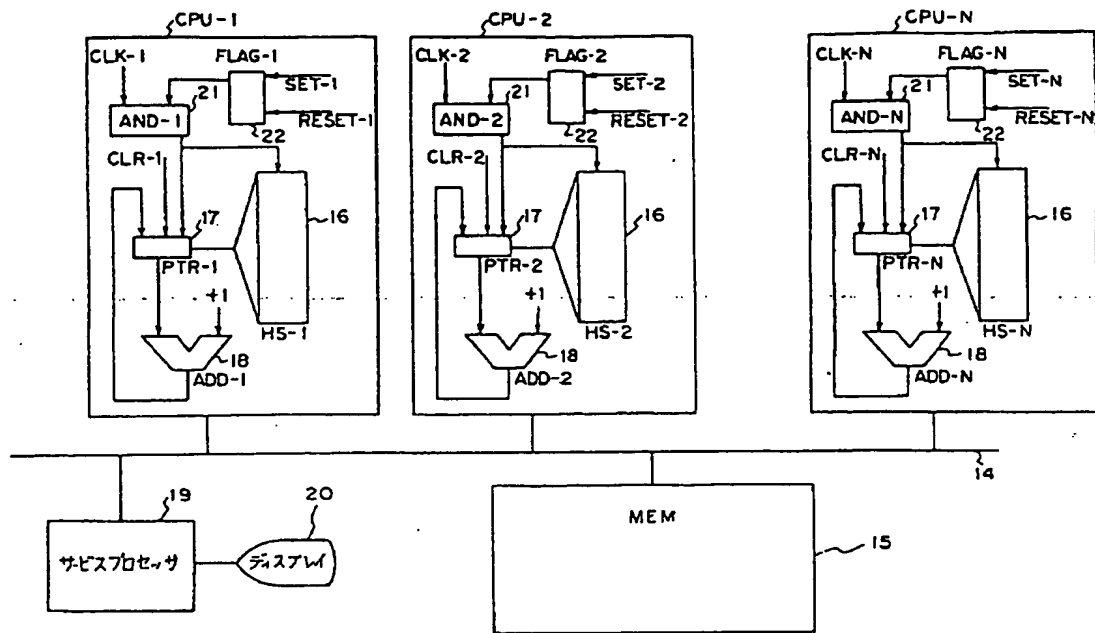 CPU-1
CLK-1
FLAG-1
SET-1
21
AND-1
22
RESET-1
CLR-1
16
17
PTR-1
+1
HS-1
18
ADD-1
CPU-2
CLK-2
FLAG-2
SET-2
21
AND-2
22
RESET-2
CLR-2
16
17
PTR-2
+1
HS-2
18
ADD-2
CPU-N
CLK-N
FLAG-N
SET-N
21
AND-N
22
RESET-N
CLR-N
16
17
PTR-N
+1
HS-N
18
ADD-N
14
19
サービスプロセッサ
20
ディスプレイ
MEM
15